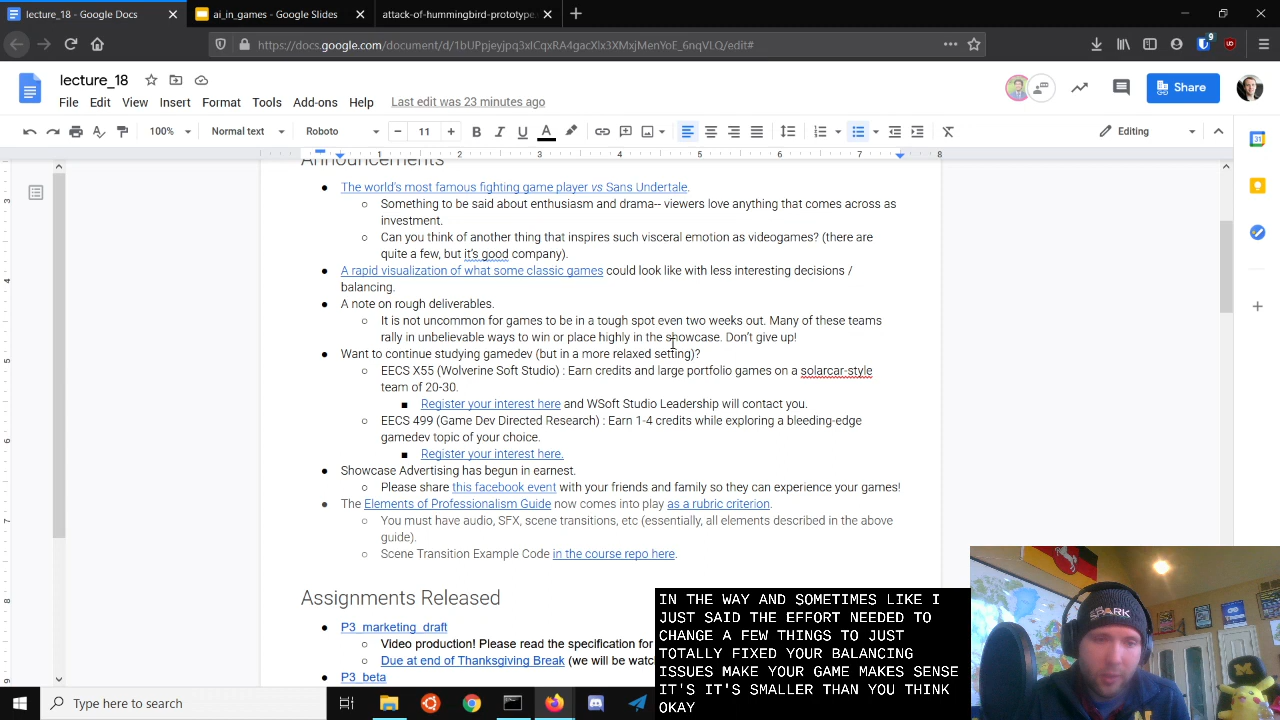 lecture_18 - Google Docs
ai_in_games - Google Slides
attack-of-hummingbird-prototype.
https://docs.google.com/document/d/1bUPpjeyjpq3xICqxRA4gacXlx3XMxjMenYoE_6nqVLQ/edit#
9
lecture_18
Share
File Edit View Insert Format Tools Add-ons Help Last edit was 23 minutes ago
100% Normal text Roboto 11 Editing
1 2 3 4 5 6 7 8
Announcements
The world's most famous fighting game player vs Sans Undertale.
Something to be said about enthusiasm and drama-- viewers love anything that comes across as
investment.
Can you think of another thing that inspires such visceral emotion as videogames? (there are
quite a few, but it's good company).
A rapid visualization of what some classic games could look like with less interesting decisions /
balancing.
A note on rough deliverables.
It is not uncommon for games to be in a tough spot even two weeks out. Many of these teams
rally in unbelievable ways to win or place highly in the showcase. Don't give up!
Want to continue studying gamedev (but in a more relaxed setting)?
EECS X55 (Wolverine Soft Studio) : Earn credits and large portfolio games on a solarcar-style
team of 20-30.
Register your interest here and WSoft Studio Leadership will contact you.
EECS 499 (Game Dev Directed Research) : Earn 1-4 credits while exploring a bleeding-edge
gamedev topic of your choice.
Register your interest here.
Showcase Advertising has begun in earnest.
Please share this facebook event with your friends and family so they can experience your games!
The Elements of Professionalism Guide now comes into play as a rubric criterion.
You must have audio, SFX, scene transitions, etc (essentially, all elements described in the above
guide).
Scene Transition Example Code in the course repo here.
Assignments Released
P3_marketing_draft
Video production! Please read the specification for
Due at end of Thanksgiving Break (we will be watc
P3_beta
IN THE WAY AND SOMETIMES LIKE I
JUST SAID THE EFFORT NEEDED TO
CHANGE A FEW THINGS TO JUST
TOTALLY FIXED YOUR BALANCING
ISSUES MAKE YOUR GAME MAKES SENSE
IT'S IT'S SMALLER THAN YOU THINK
OKAY
SPARK
M
Type here to search